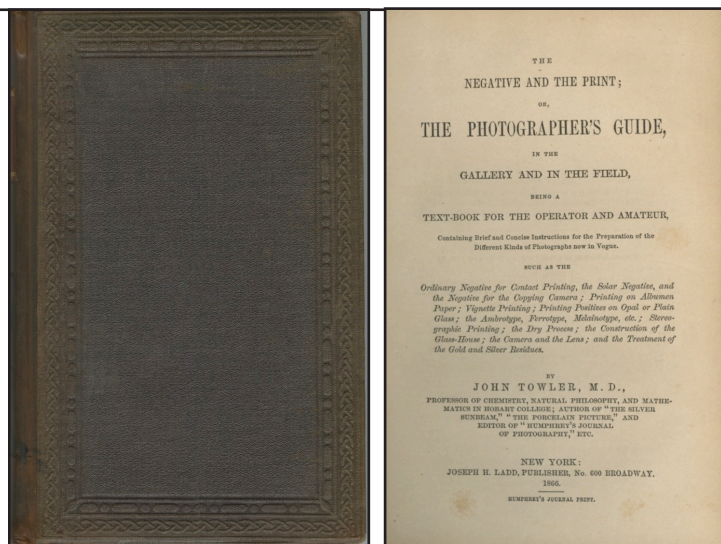 THE
NEGATIVE AND THE PRINT;
OR,
THE PHOTOGRAPHER'S GUIDE,
IN THE
GALLERY AND IN THE FIELD,
BEING A
TEXT-BOOK FOR THE OPERATOR AND AMATEUR,
Containing Brief and Concise Instructions for the Preparation of the
Different Kinds of Photographs now in Vogue.
SUCH AS THE
Ordinary Negative for Contact Printing, the Solar Negative, and
the Negative for the Copying Camera; Printing on Albumen
Paper; Vignette Printing; Printing Positives on Opal or Plain
Glass; the Ambrotype, Ferrotype, Melainotype, etc.; Stereo-
graphic Printing; the Dry Process; the Construction of the
Glass-House; the Camera and the Lens; and the Treatment of
the Gold and Silver Residues.
BY
JOHN TOWLER, M.D.,
PROFESSOR OF CHEMISTRY, NATURAL PHILOSOPHY, AND MATHE-
MATICS IN HOBART COLLEGE; AUTHOR OF "THE SILVER
SUNBEAM," "THE PORCELAIN PICTURE," AND
EDITOR OF "HUMPHREY'S JOURNAL
OF PHOTOGRAPHY," ETC.
NEW YORK:
JOSEPH H. LADD, PUBLISHER, No. 600 BROADWAY.
1866.
HUMPHREY'S JOURNAL PRINT.